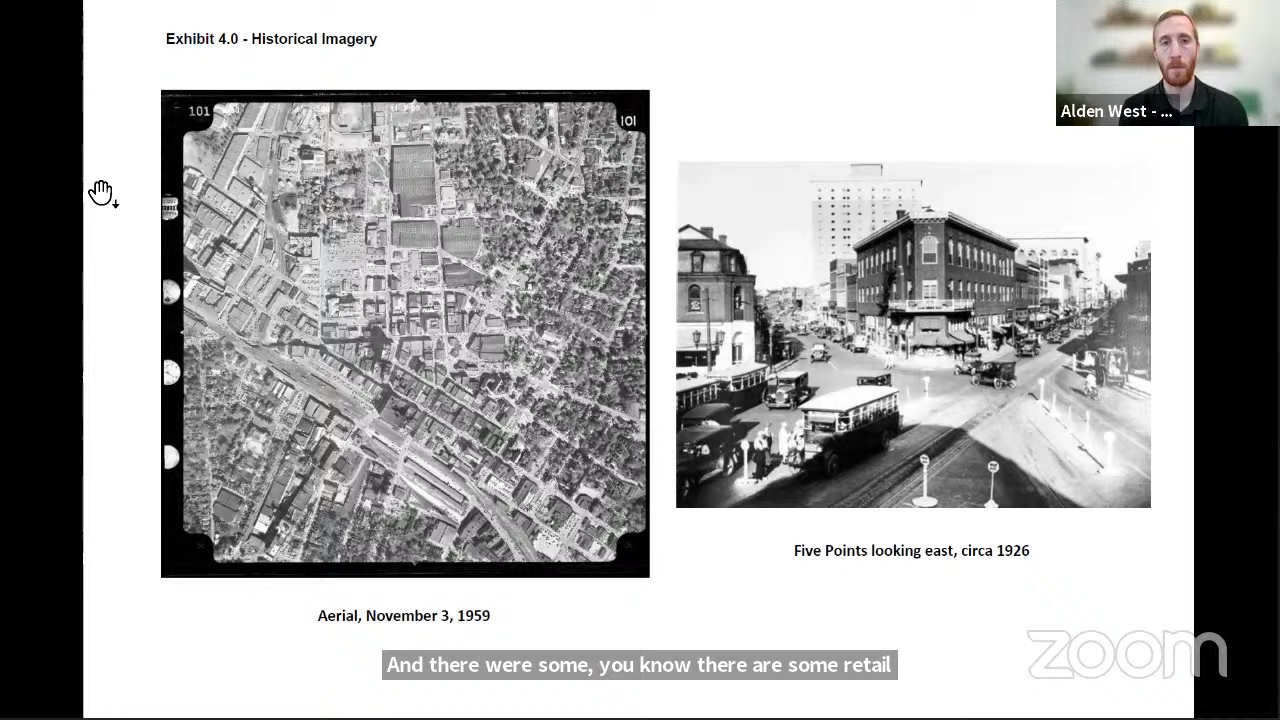 Exhibit 4.0 - Historical Imagery
101
101
Alden West - ...
Five Points looking east, circa 1926
Aerial, November 3, 1959
And there were some, you know there are some retail
zoom